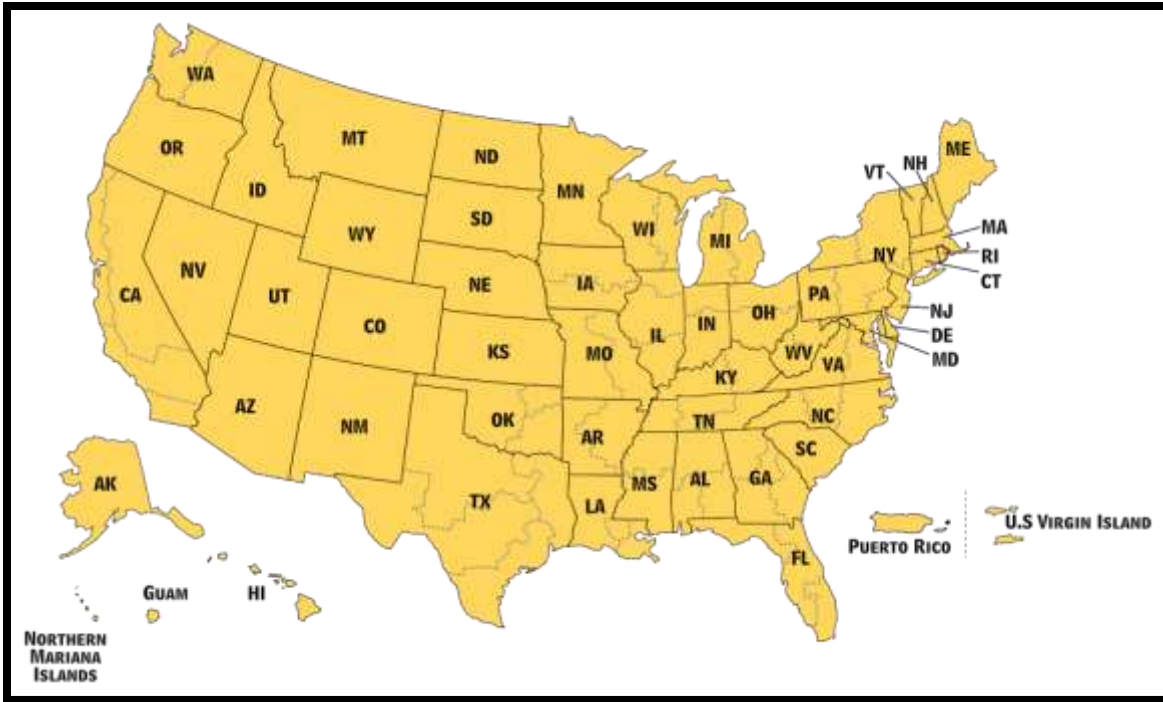 WA
MT
ND
OR
ID
MN
ME
VT
NH
SD
WY
WI
MI
MA
NY
RI
CT
NV
UT
NE
IA
CA
CO
PA
NJ
OH
IL
IN
DE
MD
KS
MO
WV
VA
KY
AZ
NM
OK
TN
NC
AR
SC
AK
TX
MS
AL
GA
LA
U.S VIRGIN ISLAND
PUERTO RICO
FL
GUAM
HI
NORTHERN
MARIANA
ISLANDS